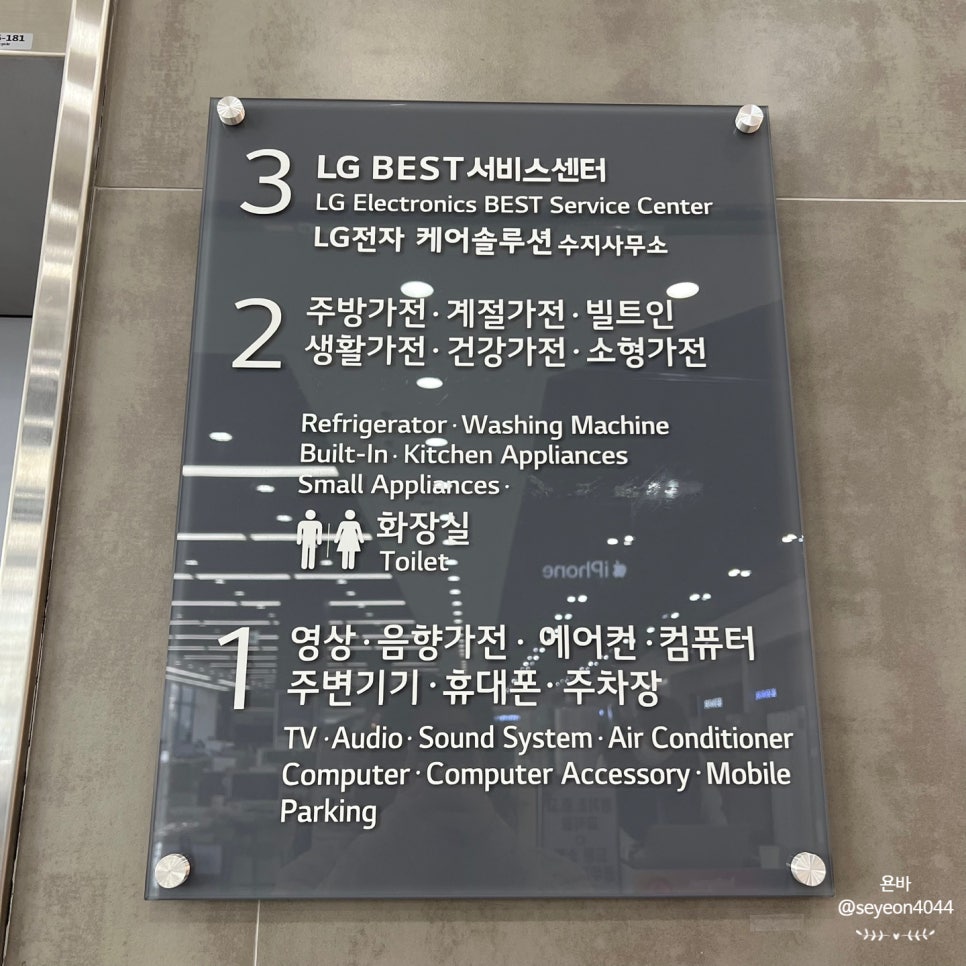 -181
3
LG BEST서비스센터
LG Electronics BEST Service Center
LG전자 케어솔루션 수지사무소
2
주방가전·계절가전·빌트인
생활가전·건강가전·소형가전
Refrigerator·Washing Machine
Built-In·Kitchen Appliances
Small Appliances·
화장실
Toilet
iPhone
1
영상·음향가전·에어컨·컴퓨터
주변기기·휴대폰·주차장
TV·Audio·Sound System·Air Conditioner
Computer·Computer Accessory·Mobile
Parking
욘바
@seyeon4044